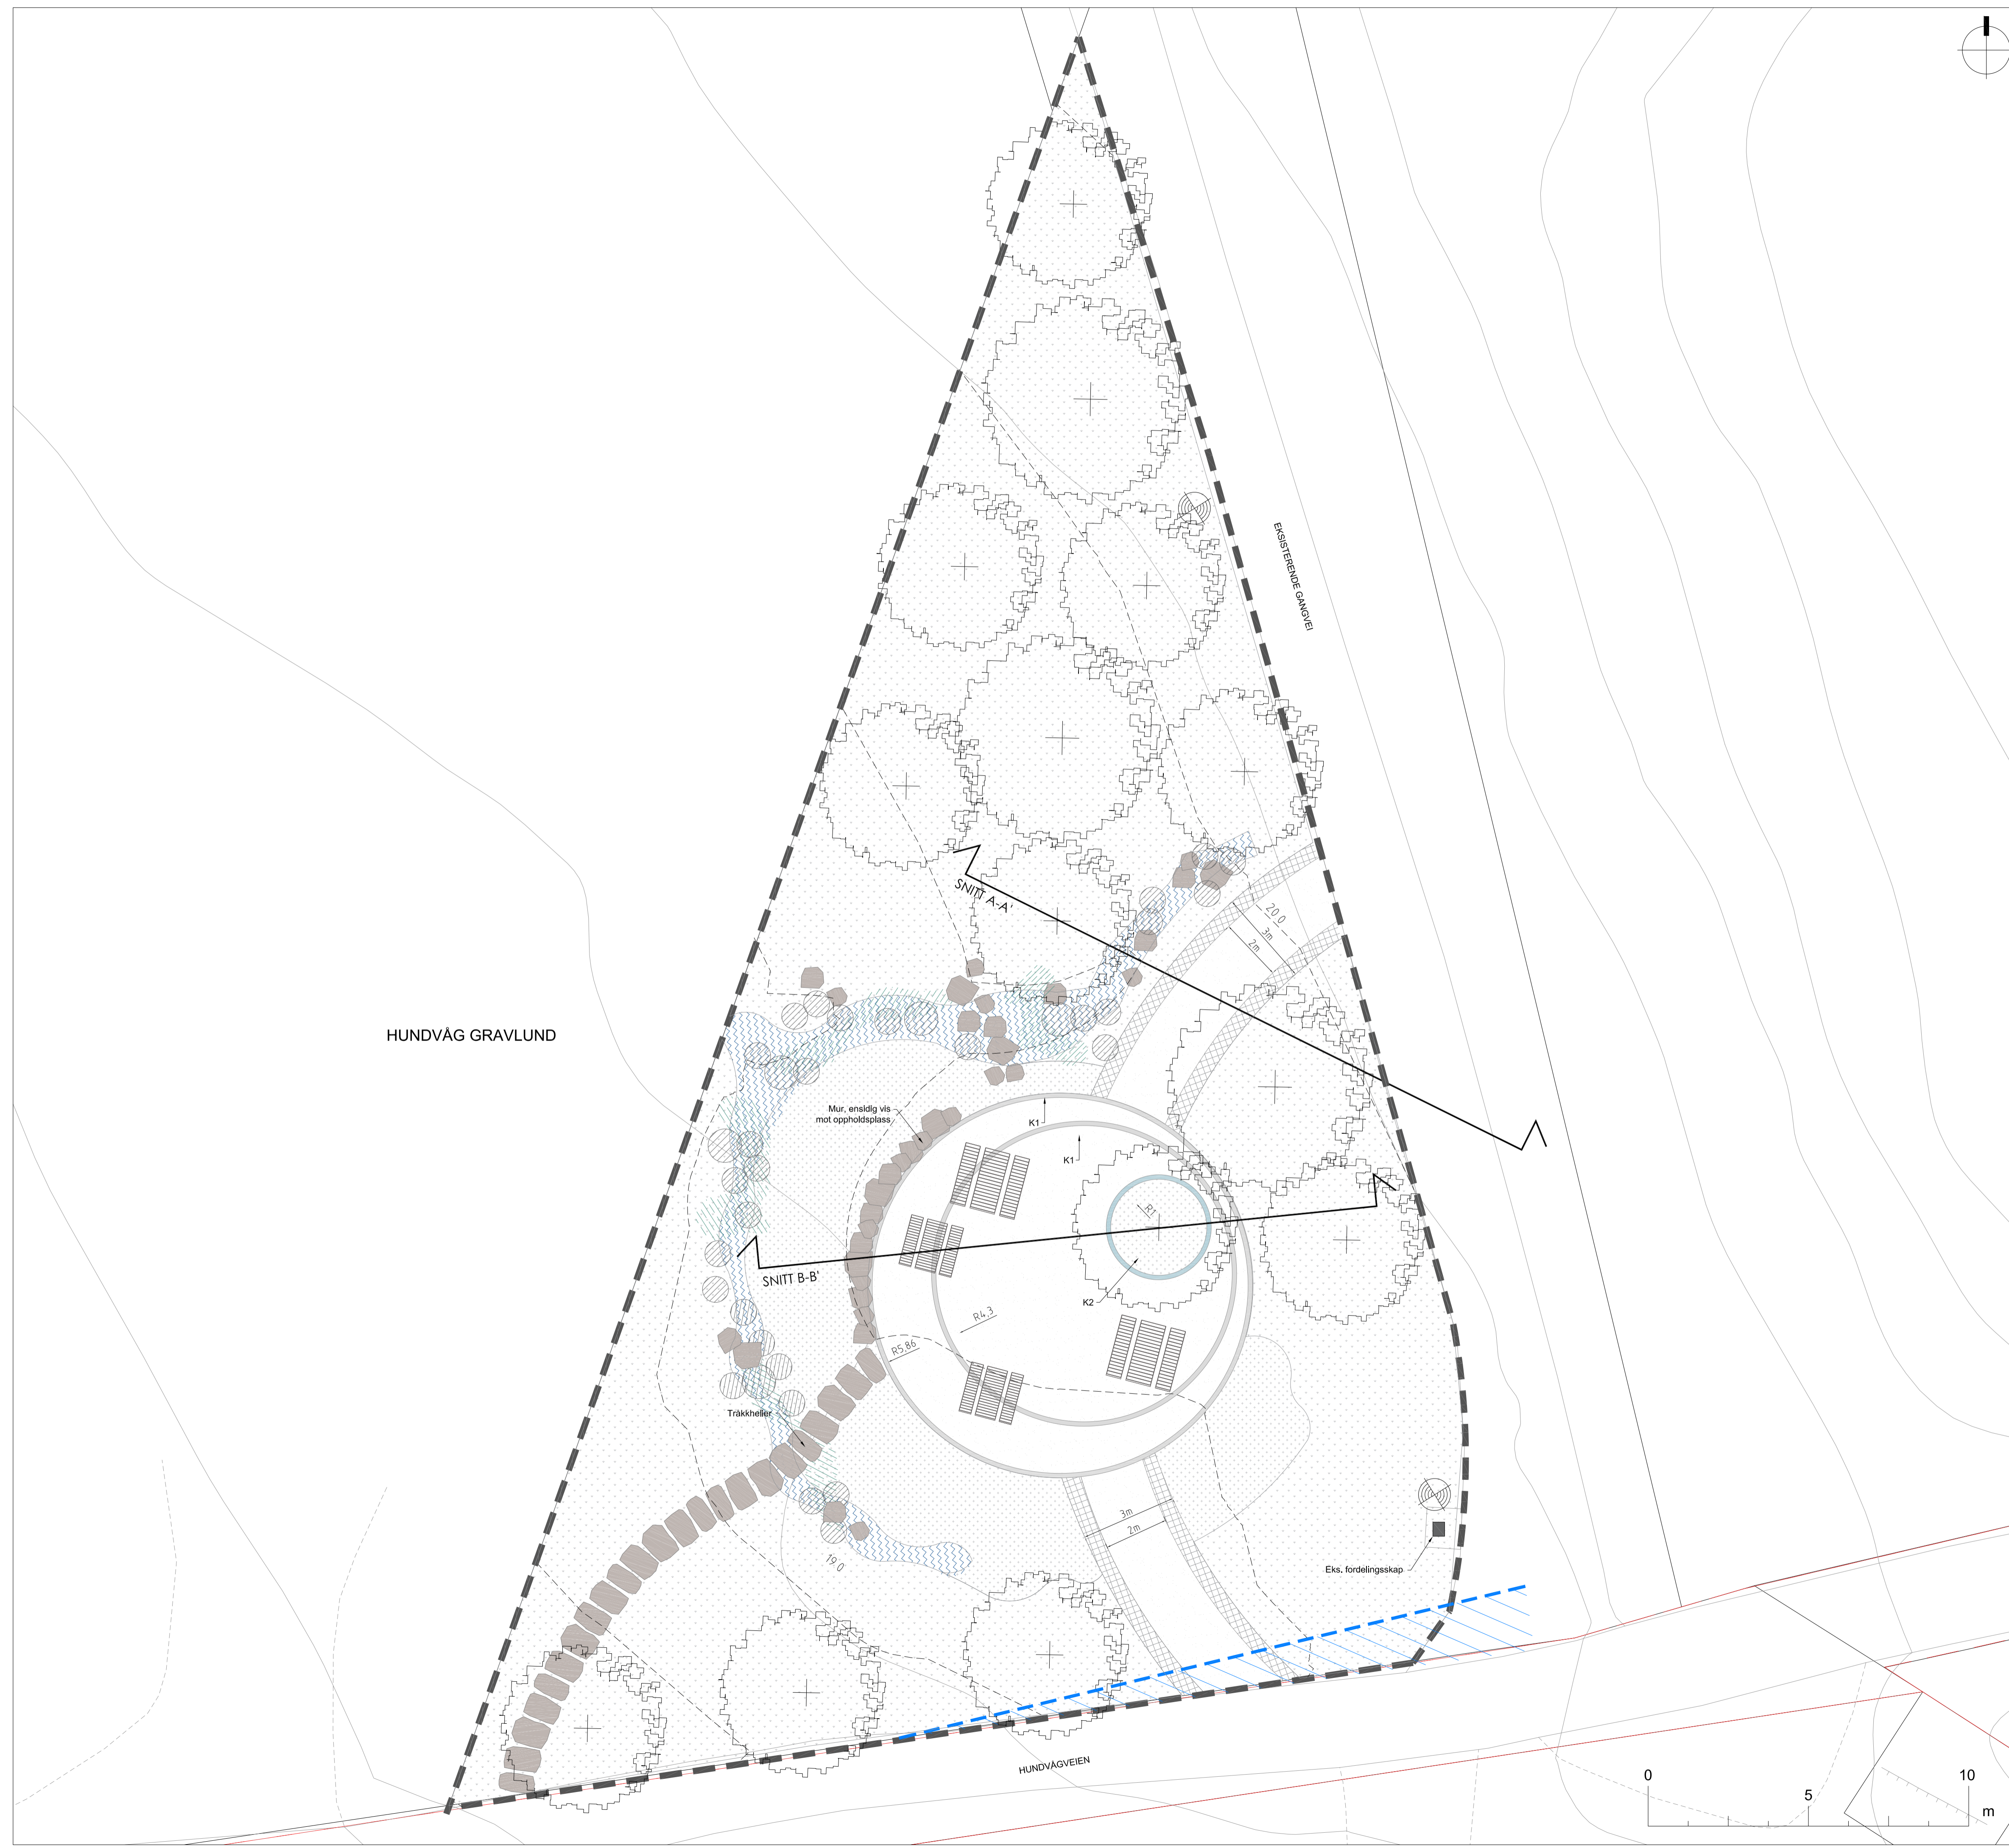 EKSISTERENDE GANGVEI
SNITT A-A'
20.0
3m
2m
HUNDVÅG GRAVLUND
Mur, ensidig vis
mot oppholdsplass
K1
K1
R1
SNITT B-B'
K2
R4,3
R5,86
Tråkkheller
3m
2m
19.0
Eks. fordelingsskap
HUNDVÅGVEIEN
0
5
10
m